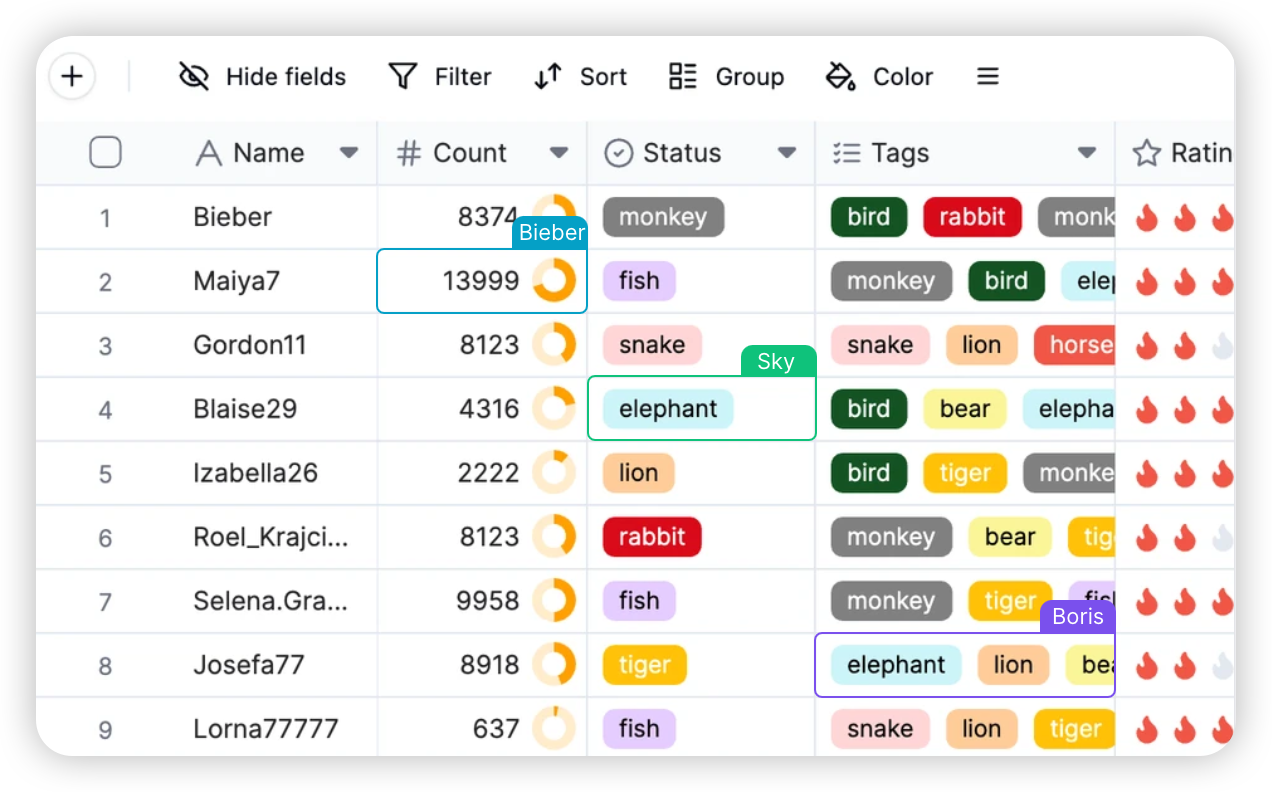 Hide fields Filter Sort Group Color
Name Count Status Tags Ratin
1 Bieber 8374 monkey bird rabbit monk
Bieber
2 Maiya7 13999 fish monkey bird elep
3 Gordon11 8123 snake snake lion horse
Sky
4 Blaise29 4316 elephant bird bear elepha
5 Izabella26 2222 lion bird tiger monke
6 Roel_Krajci... 8123 rabbit monkey bear tig
7 Selena.Gra... 9958 fish monkey tiger fish
Boris
8 Josefa77 8918 tiger elephant lion bea
9 Lorna77777 637 fish snake lion tiger